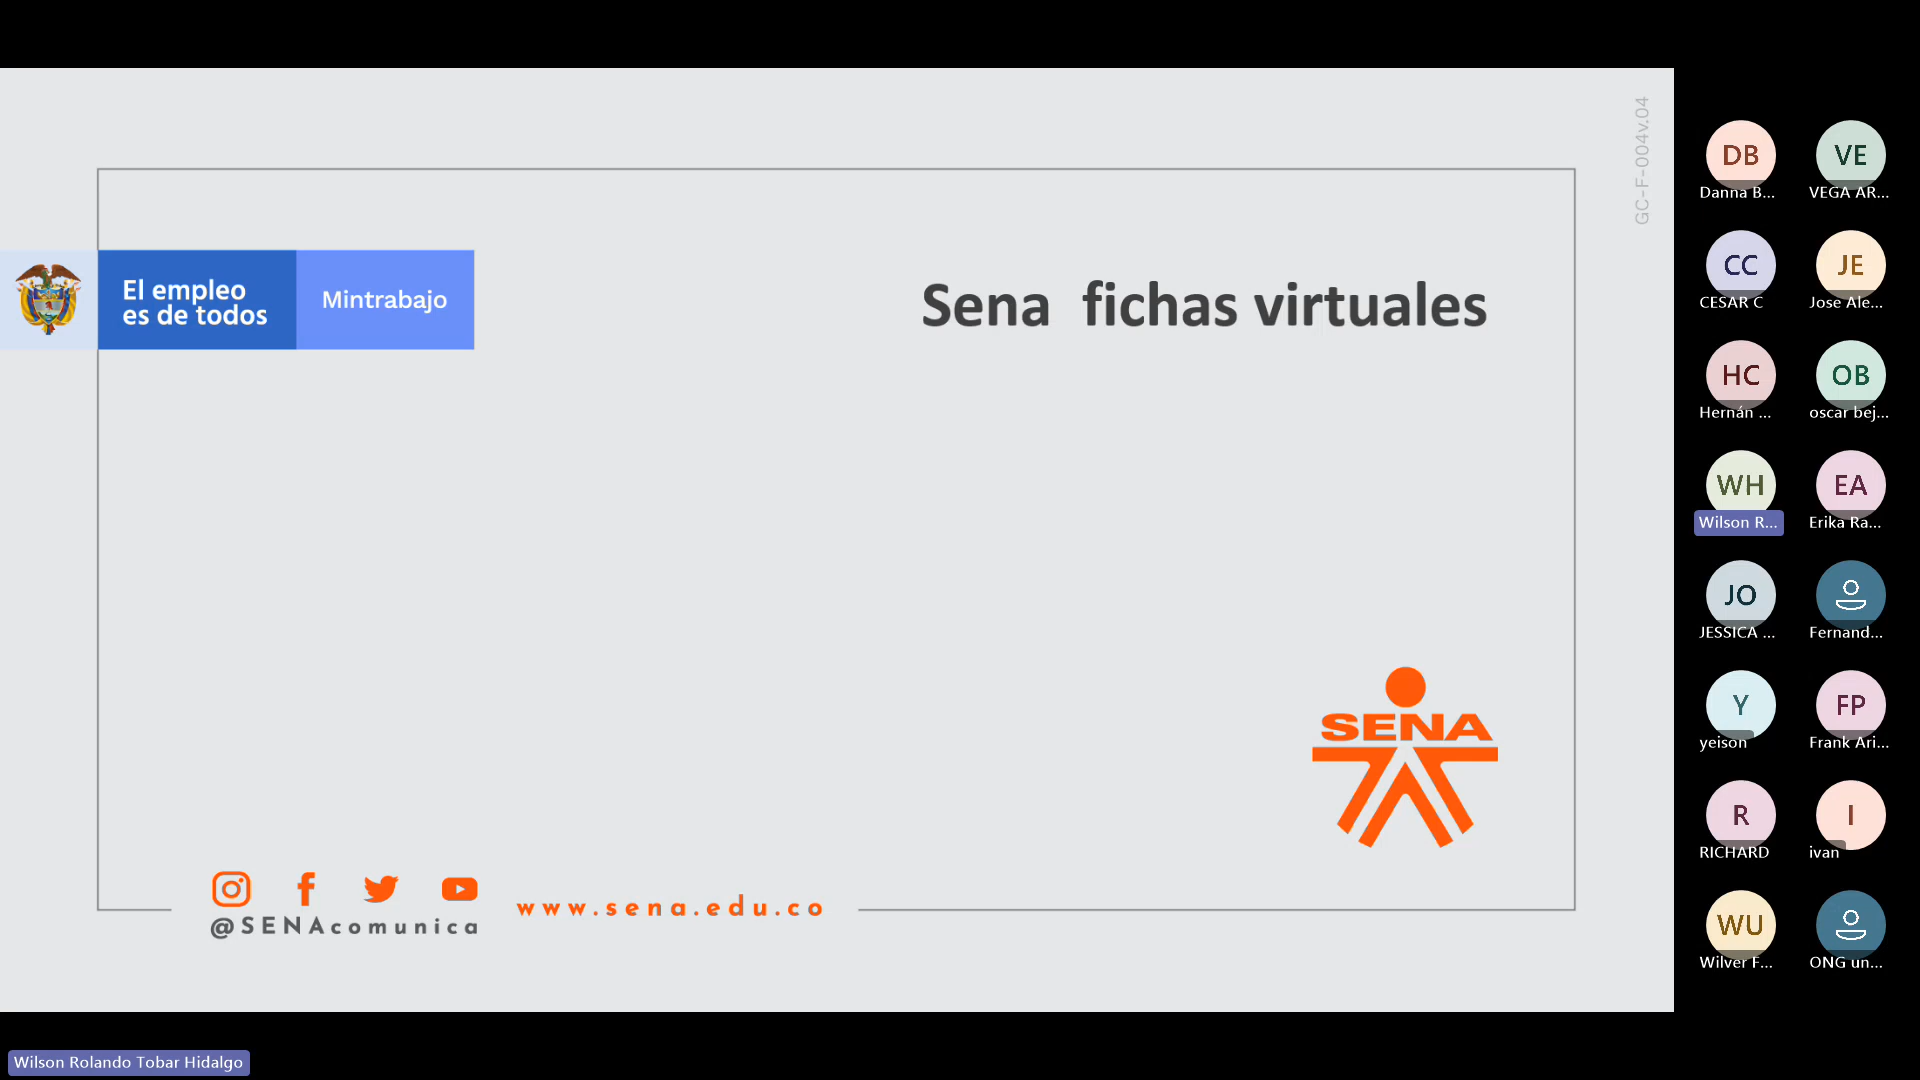 GC-F-004v.04
El empleo
es de todos
Mintrabajo
Sena fichas virtuales
SENA
@SENAcomunica
www.sena.edu.co
DB
Danna B...
VE
VEGA AR...
CC
CESAR C
JE
Jose Ale...
HC
Hernán ...
OB
oscar bej...
WH
Wilson R...
EA
Erika Ra...
JO
JESSICA ...
Fernand...
Y
yeison
FP
Frank Ari...
R
RICHARD
I
ivan
WU
Wilver F...
ONG un...
Wilson Rolando Tobar Hidalgo